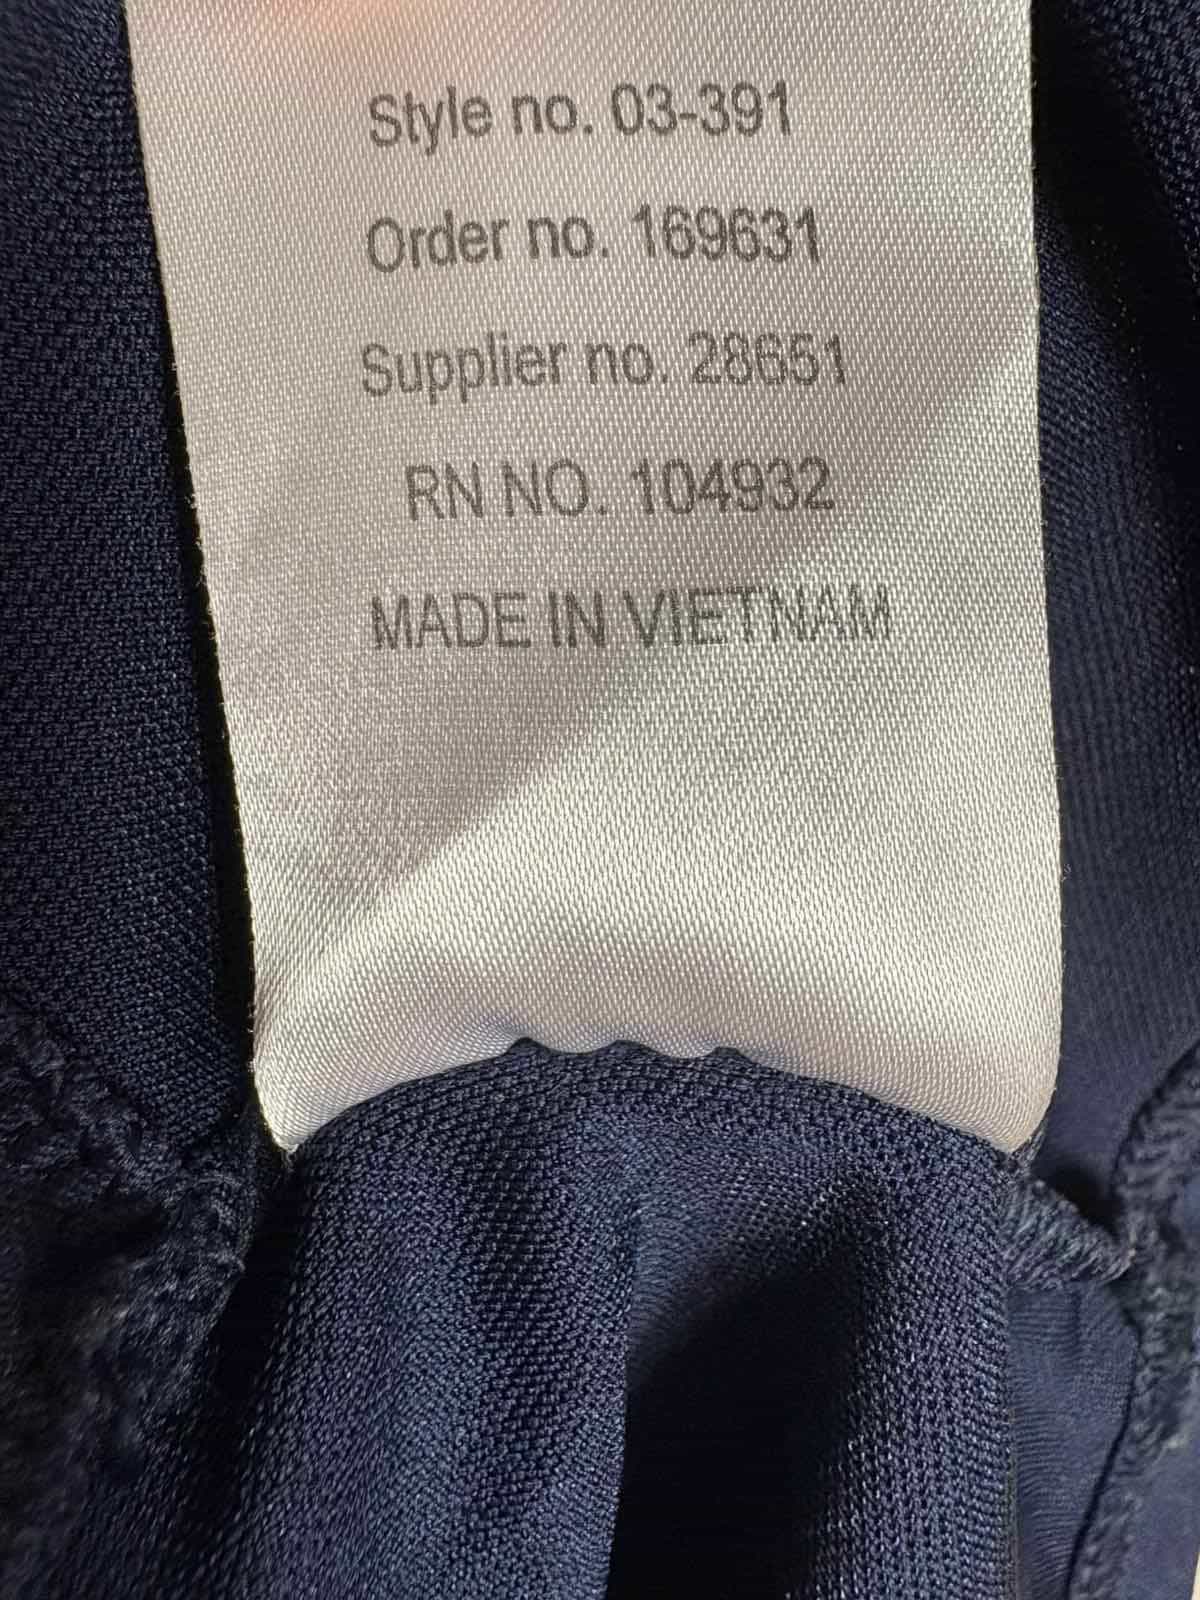 Style no. 03-391
Order no. 169631
Supplier no. 28651
RN NO. 104932
MADE IN VIETNAM